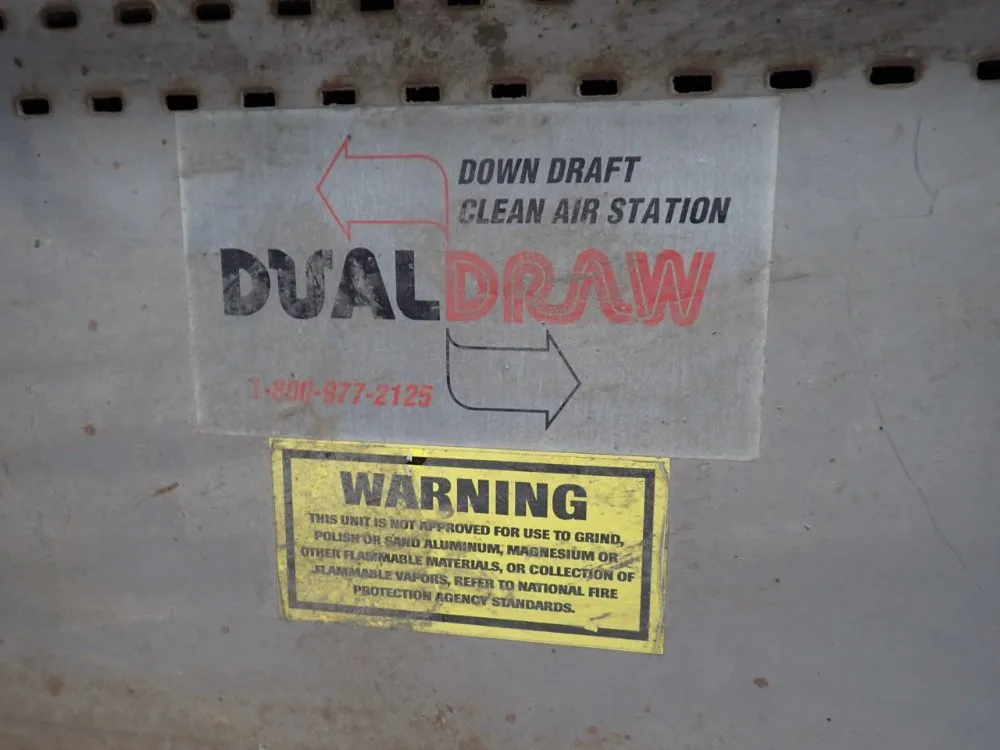 DOWN DRAFT
CLEAN AIR STATION
DUALDRAW
1-800-977-2125
WARNING
THIS UNIT IS NOT APPROVED FOR USE TO GRIND,
POLISH OR SAND ALUMINUM, MAGNESIUM OR
OTHER FLAMMABLE MATERIALS, OR COLLECTION OF
FLAMMABLE VAPORS, REFER TO NATIONAL FIRE
PROTECTION AGENCY STANDARDS.